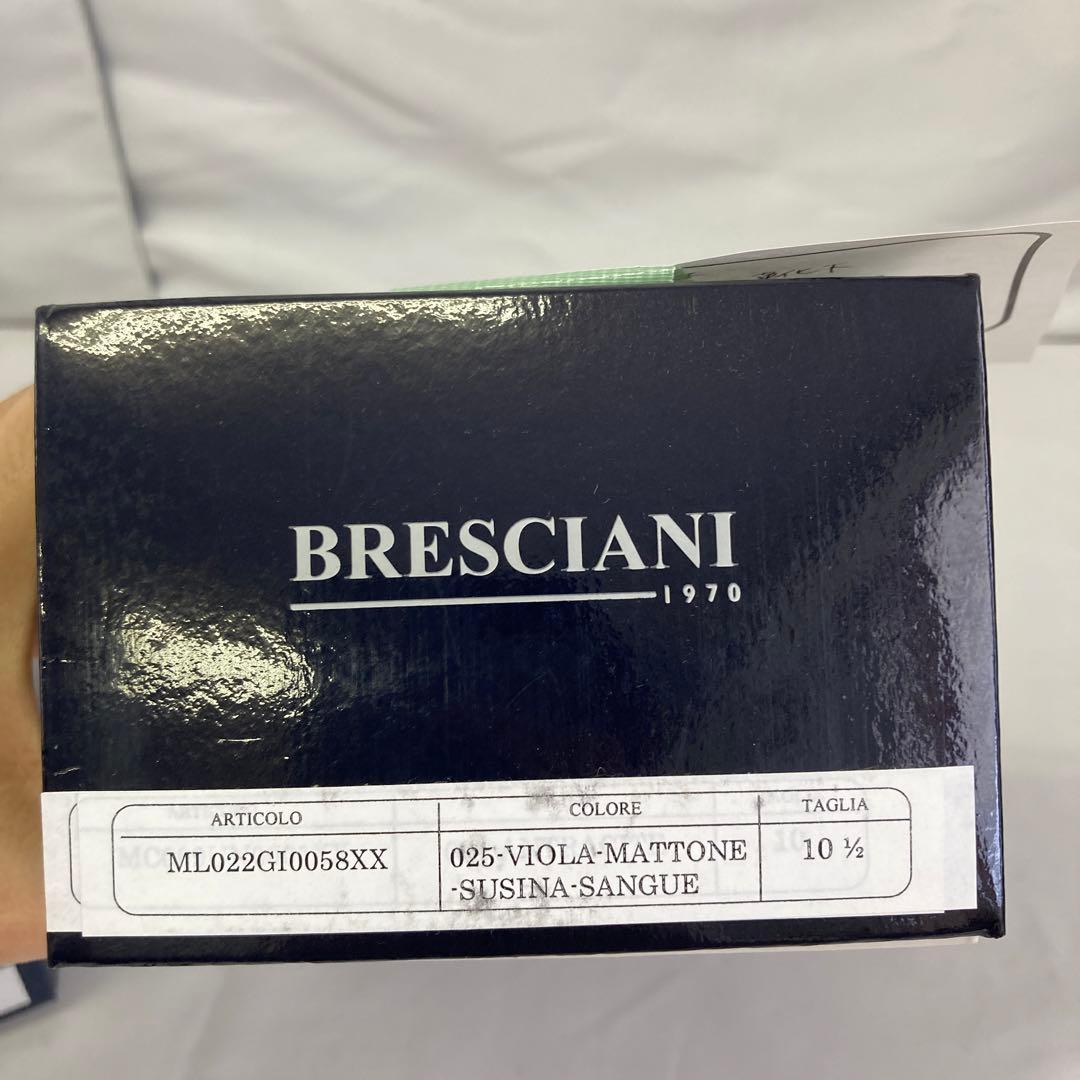 BRESCIANI
1970
ARTICOLO COLORE TAGLIA
ML022GI0058XX 025-VIOLA-MATTONE 10 ½
-SUSINA-SANGUE